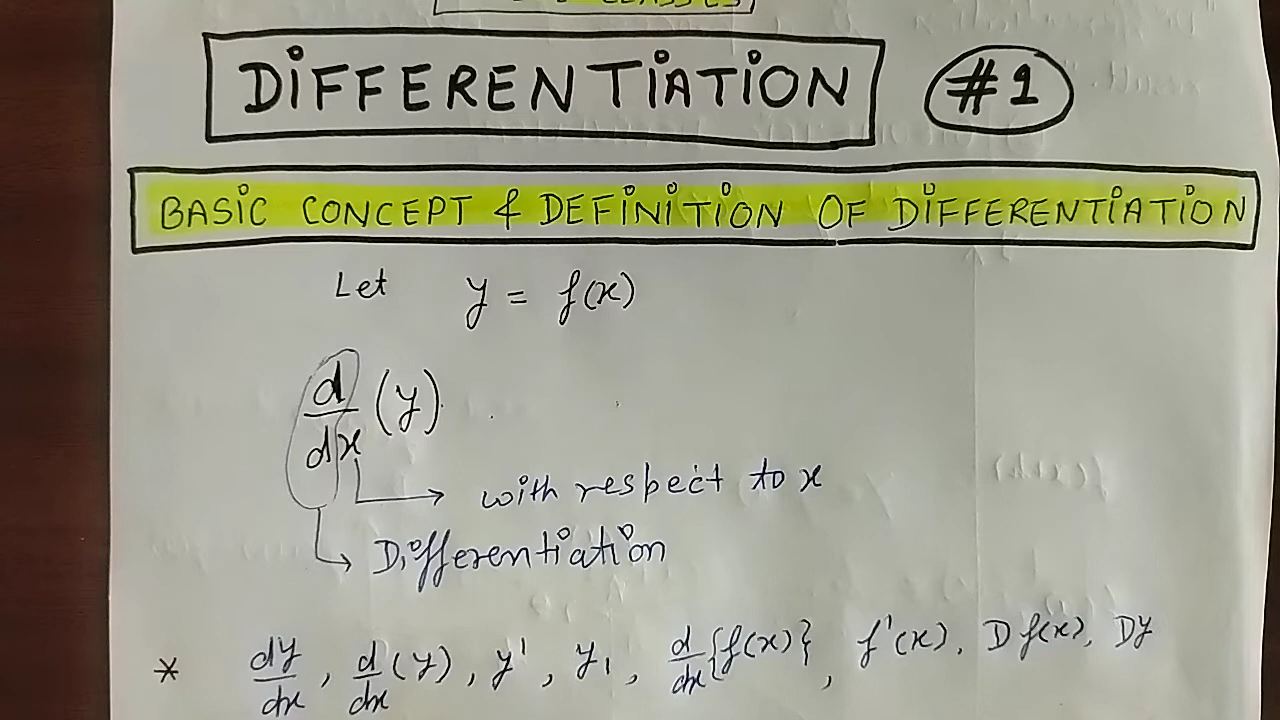 DIFFERENTIATION #1
BASIC CONCEPT & DEFINITION OF DIFFERENTIATION
Let y = f(x)
d/dx (y)
with respect to x
Differentiation
* dy/dx, d/dx (y), y', y₁, d/dx {f(x)}, f'(x), D f(x), Dy